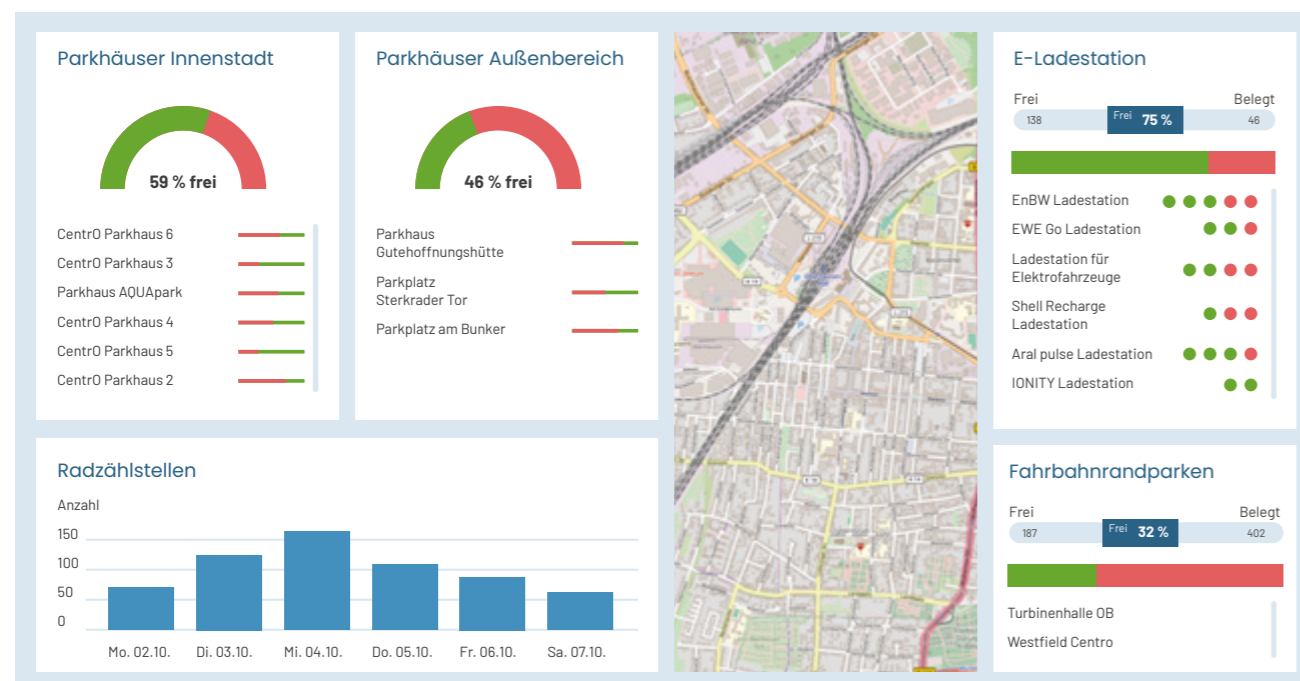 Parkhäuser Innenstadt
59 % frei
CentrO Parkhaus 6
CentrO Parkhaus 3
Parkhaus AQUApark
CentrO Parkhaus 4
CentrO Parkhaus 5
CentrO Parkhaus 2
Parkhäuser Außenbereich
46 % frei
Parkhaus
Gutehoffnungshütte
Parkplatz
Sterkrader Tor
Parkplatz am Bunker
Radzählstellen
Anzahl
150
100
50
0
Mo. 02.10.
Di. 03.10.
Mi. 04.10.
Do. 05.10.
Fr. 06.10.
Sa. 07.10.
E-Ladestation
Frei
Belegt
138
Frei 75 %
46
EnBW Ladestation
EWE Go Ladestation
Ladestation für
Elektrofahrzeuge
Shell Recharge
Ladestation
Aral pulse Ladestation
IONITY Ladestation
Fahrbahnrandparken
Frei
Belegt
187
Frei 32 %
402
Turbinenhalle OB
Westfield Centro